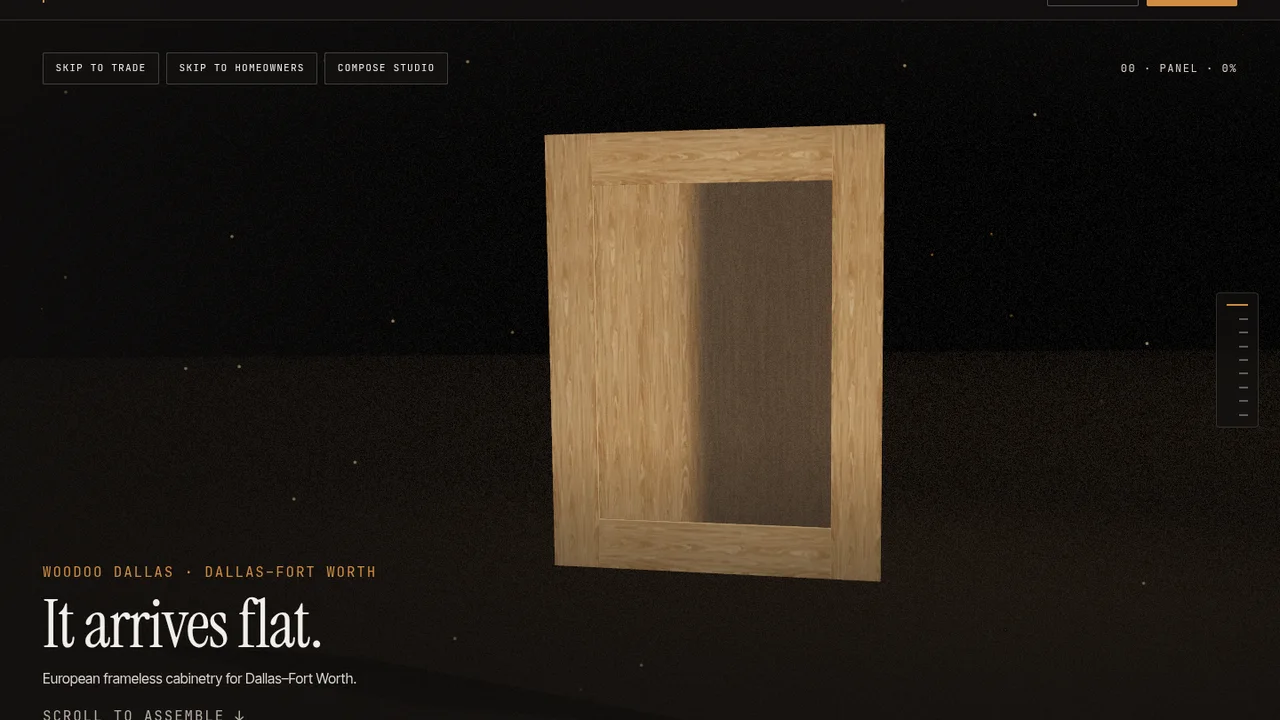 SKIP TO TRADE
SKIP TO HOMEOWNERS
COMPOSE STUDIO
00 · PANEL · 0%
WOODOO DALLAS · DALLAS–FORT WORTH
It arrives flat.
European frameless cabinetry for Dallas–Fort Worth.
SCROLL TO ASSEMBLE ↓